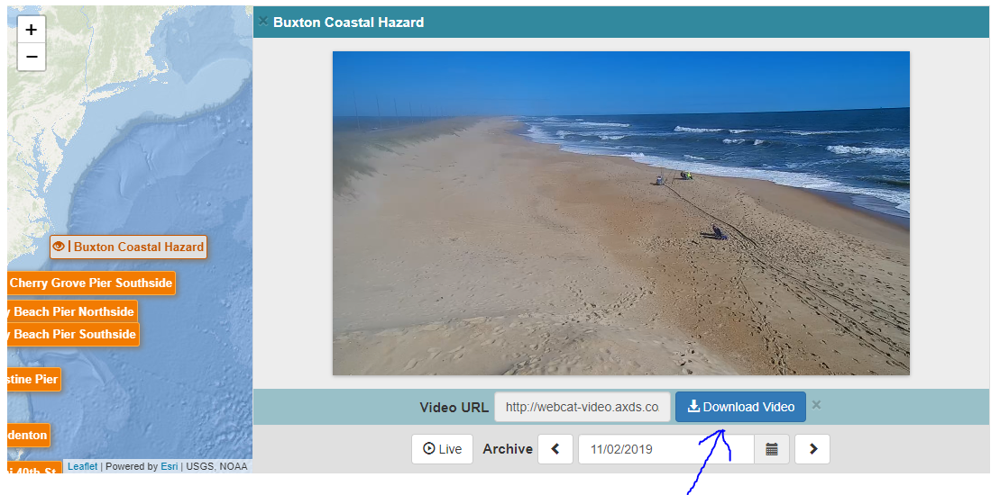 +
−
× Buxton Coastal Hazard
| Buxton Coastal Hazard
Cherry Grove Pier Southside
y Beach Pier Northside
y Beach Pier Southside
stine Pier
denton
40th St
Leaflet | Powered by Esri | USGS, NOAA
Video URL http://webcat-video.axds.co Download Video ×
Live Archive 11/02/2019